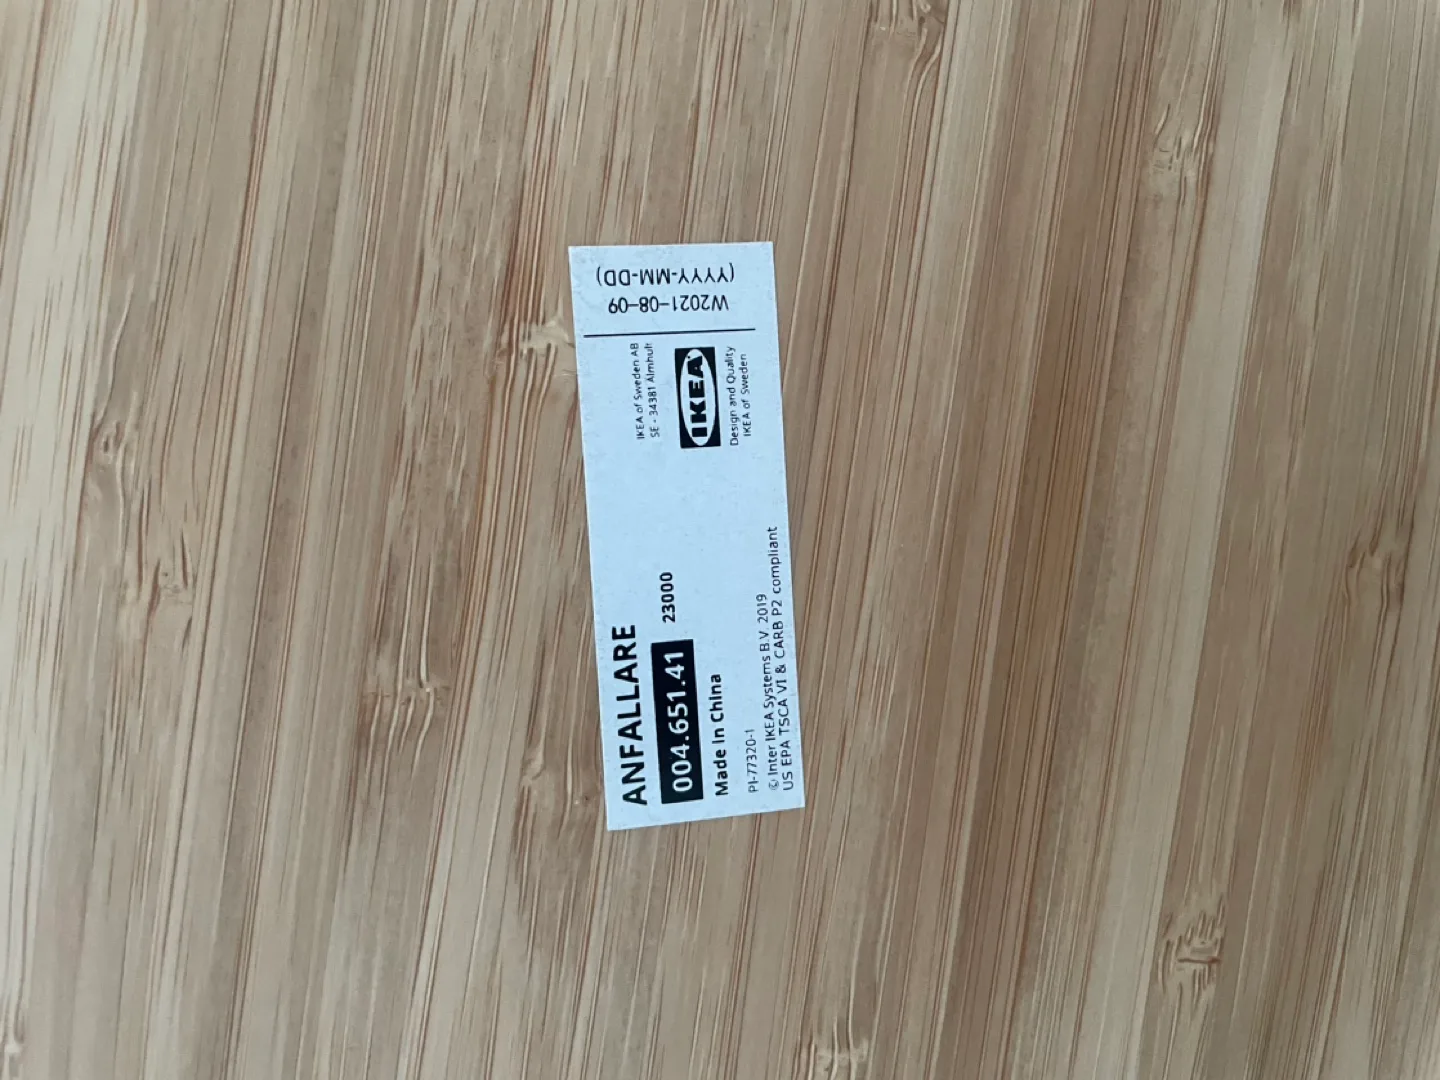 ANFALLARE
004.651.41 23000
Made in China
PI-77320-1
© Inter IKEA Systems B.V. 2019
US EPA TSCA VI & CARB P2 compliant
IKEA of Sweden AB
SE - 34381 Älmhult
IKEA
Design and Quality
IKEA of Sweden
W2021-08-09
(YYYY-MM-DD)